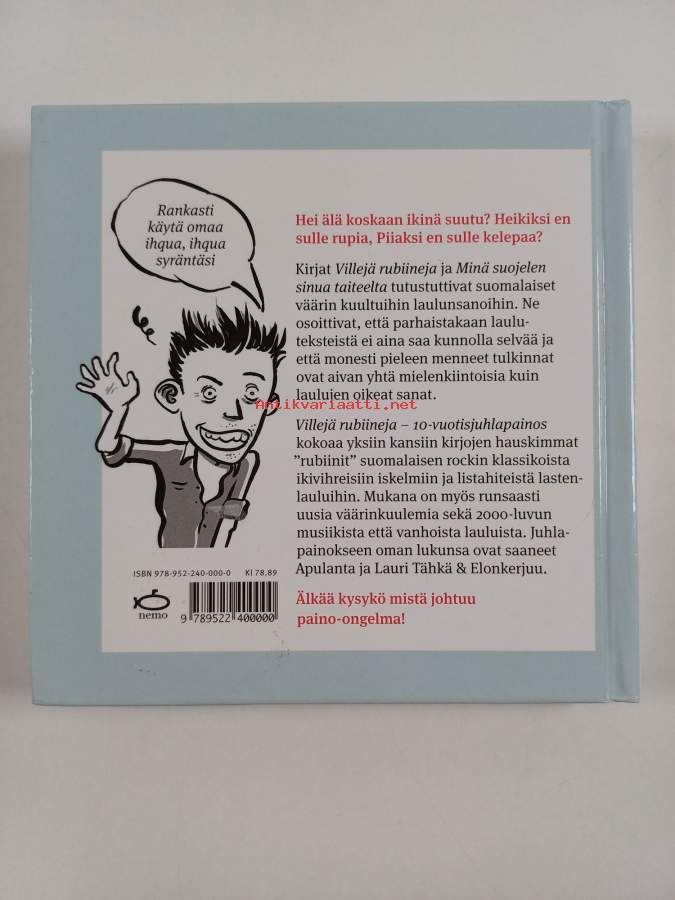 Rankasti
käytä omaa
ihqua, ihqua
syräntäsi
Hei älä koskaan ikinä suutu? Heikiksi en
sulle rupia, Piiaksi en sulle kelepaa?
Kirjat Villejä rubiineja ja Minä suojelen
sinua taiteelta tutustuttivat suomalaiset
väärin kuultuihin laulunsanoihin. Ne
osoittivat, että parhaistakaan laulu-
teksteistä ei aina saa kunnolla selvää ja
että monesti pieleen menneet tulkinnat
ovat aivan yhtä mielenkiintoisia kuin
laulujen oikeat sanat.
Antikvariaatti.net
Villejä rubiineja – 10-vuotisjuhlapainos
kokoaa yksiin kansiin kirjojen hauskimmat
”rubiinit” suomalaisen rockin klassikoista
ikivihreisiin iskelmiin ja listahiteistä lasten-
lauluihin. Mukana on myös runsaasti
uusia väärinkuulemia sekä 2000-luvun
musiikista että vanhoista lauluista. Juhla-
painokseen oman lukunsa ovat saaneet
Apulanta ja Lauri Tähkä & Elonkerjuu.
Älkää kysykö mistä johtuu
paino-ongelma!
ISBN 978-952-240-000-0 Kl 78.89
nemo
9 789522 400000